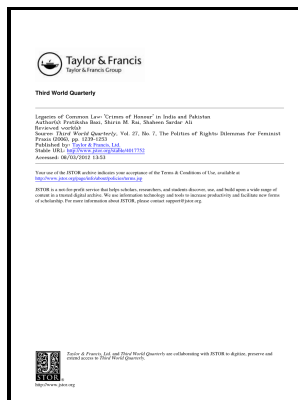 Taylor & Francis
Taylor & Francis Group
Third World Quarterly
Legacies of Common Law: 'Crimes of Honour' in India and Pakistan
Author(s): Pratiksha Baxi, Shirin M. Rai, Shaheen Sardar Ali
Reviewed work(s):
Source: Third World Quarterly, Vol. 27, No. 7, The Politics of Rights: Dilemmas for Feminist
Praxis (2006), pp. 1239-1253
Published by: Taylor & Francis, Ltd.
Stable URL: http://www.jstor.org/stable/4017752
Accessed: 08/03/2012 13:53
Your use of the JSTOR archive indicates your acceptance of the Terms & Conditions of Use, available at
http://www.jstor.org/page/info/about/policies/terms.jsp
JSTOR is a not-for-profit service that helps scholars, researchers, and students discover, use, and build upon a wide range of
content in a trusted digital archive. We use information technology and tools to increase productivity and facilitate new forms
of scholarship. For more information about JSTOR, please contact support@jstor.org.
Taylor & Francis, Ltd. and Third World Quarterly are collaborating with JSTOR to digitize, preserve and
extend access to Third World Quarterly.
JSTOR
http://www.jstor.org